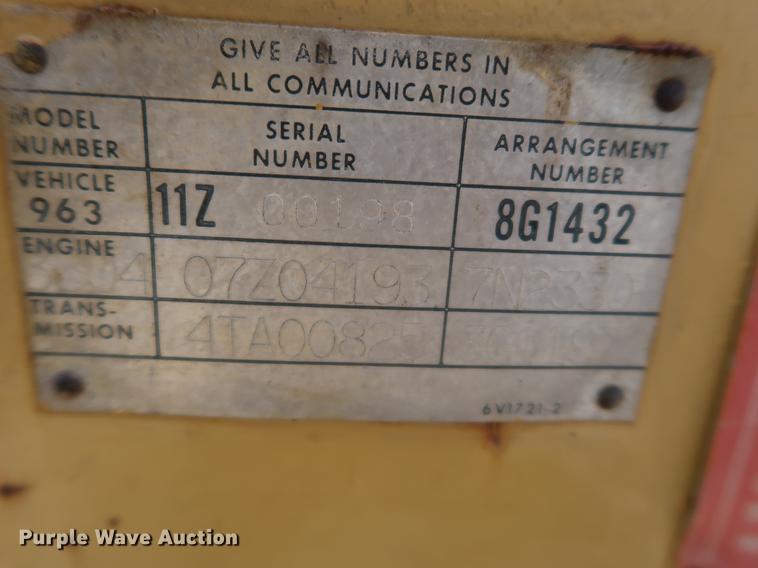 GIVE ALL NUMBERS IN
ALL COMMUNICATIONS
MODEL
NUMBER
SERIAL
NUMBER
ARRANGEMENT
NUMBER
VEHICLE
963
11Z 00198
8G1432
ENGINE
07Z04193
TRANS-
MISSION
6V1721-2
Purple Wave Auction